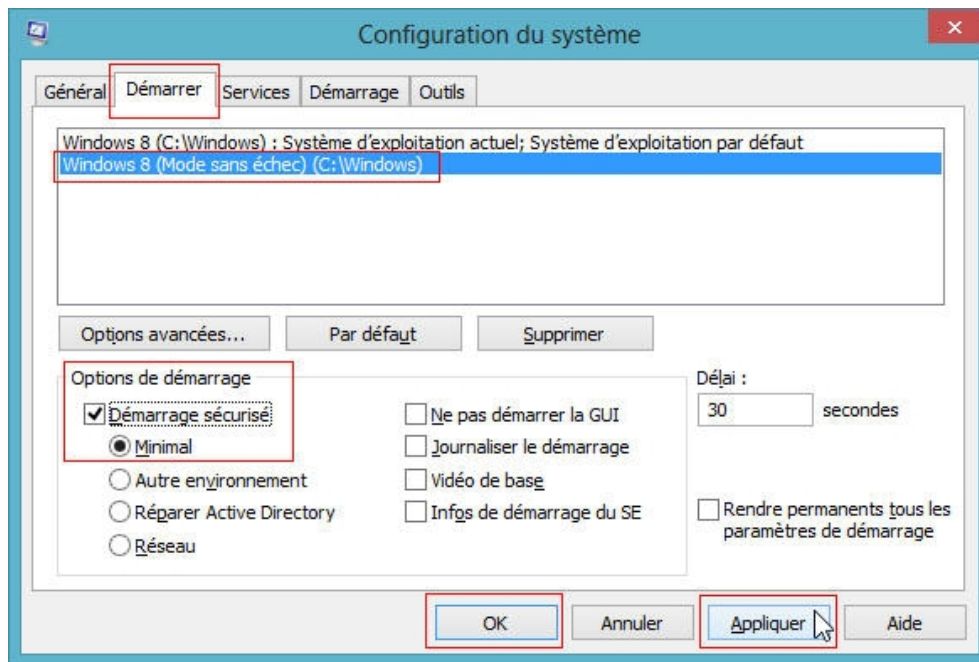 Configuration du système
Général Démarrer Services Démarrage Outils
Windows 8 (C:\Windows) : Système d'exploitation actuel; Système d'exploitation par défaut
Windows 8 (Mode sans échec) (C:\Windows)
Options avancées... Par défaut Supprimer
Options de démarrage
Démarrage sécurisé
Minimal
Autre environnement
Réparer Active Directory
Réseau
Ne pas démarrer la GUI
Journaliser le démarrage
Vidéo de base
Infos de démarrage du SE
Délai :
30 secondes
Rendre permanents tous les
paramètres de démarrage
OK Annuler Appliquer Aide